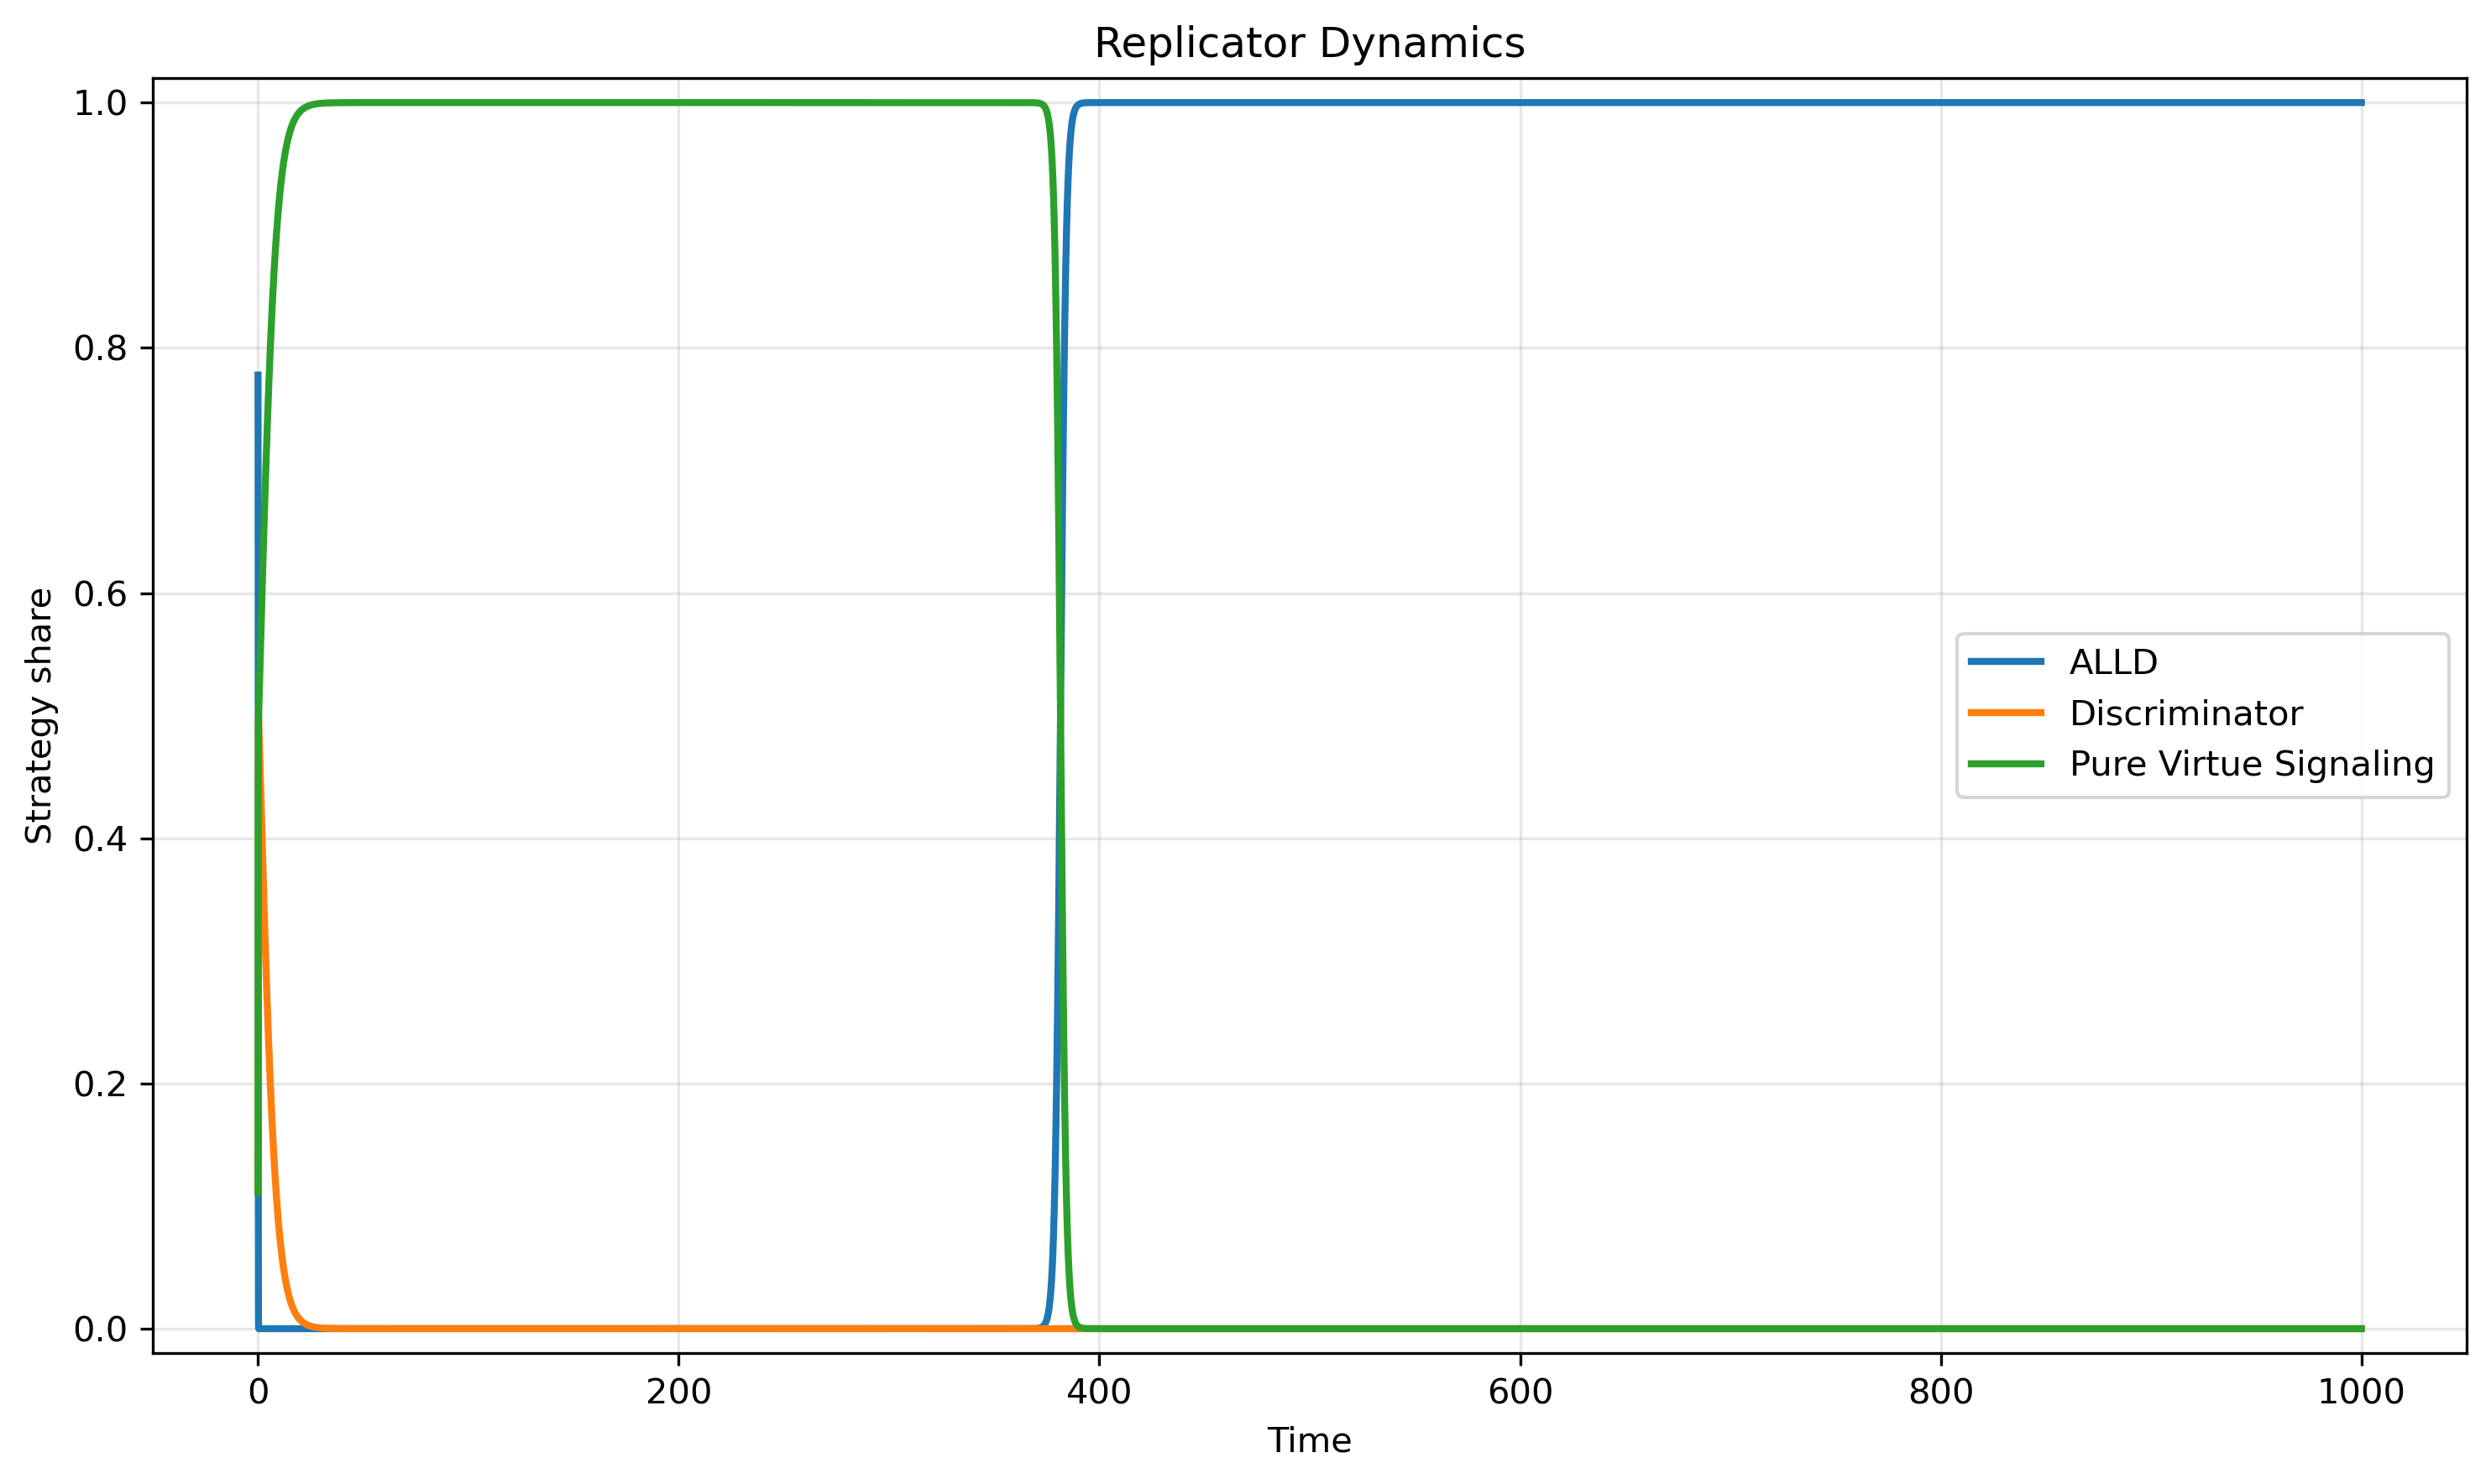 Replicator Dynamics
Strategy share
1.0
0.8
0.6
0.4
0.2
0.0
ALLD
Discriminator
Pure Virtue Signaling
0 200 400 600 800 1000
Time